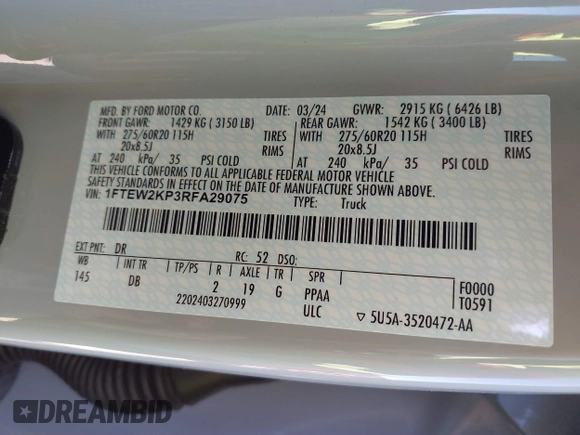 MFD. BY FORD MOTOR CO. 03/24 GVWR: 2915 KG ( 6426 LB)
FRONT GAWR: 1429 KG ( 3150 LB) REAR GAWR: 1542 KG ( 3400 LB)
WITH 275/60R20 115H TIRES WITH 275/60R20 115H TIRES
20x8.5J RIMS 20x8.5J RIMS
AT 240 kPa/ 35 PSI COLD AT 240 kPa/ 35 PSI COLD
THIS VEHICLE CONFORMS TO ALL APPLICABLE FEDERAL MOTOR VEHICLE
SAFETY STANDARDS IN EFFECT ON THE DATE OF MANUFACTURE SHOWN ABOVE.
VIN: 1FTEW2KP3RFA29075 TYPE: Truck
EXT PNT: DR RC: 52 DSO:
WB INT TR TP/PS R AXLE TR SPR F0000
145 DB 2 19 G PPAA T0591
2202403270999 ULC ▽ 5U5A-3520472-AA
DREAMBID